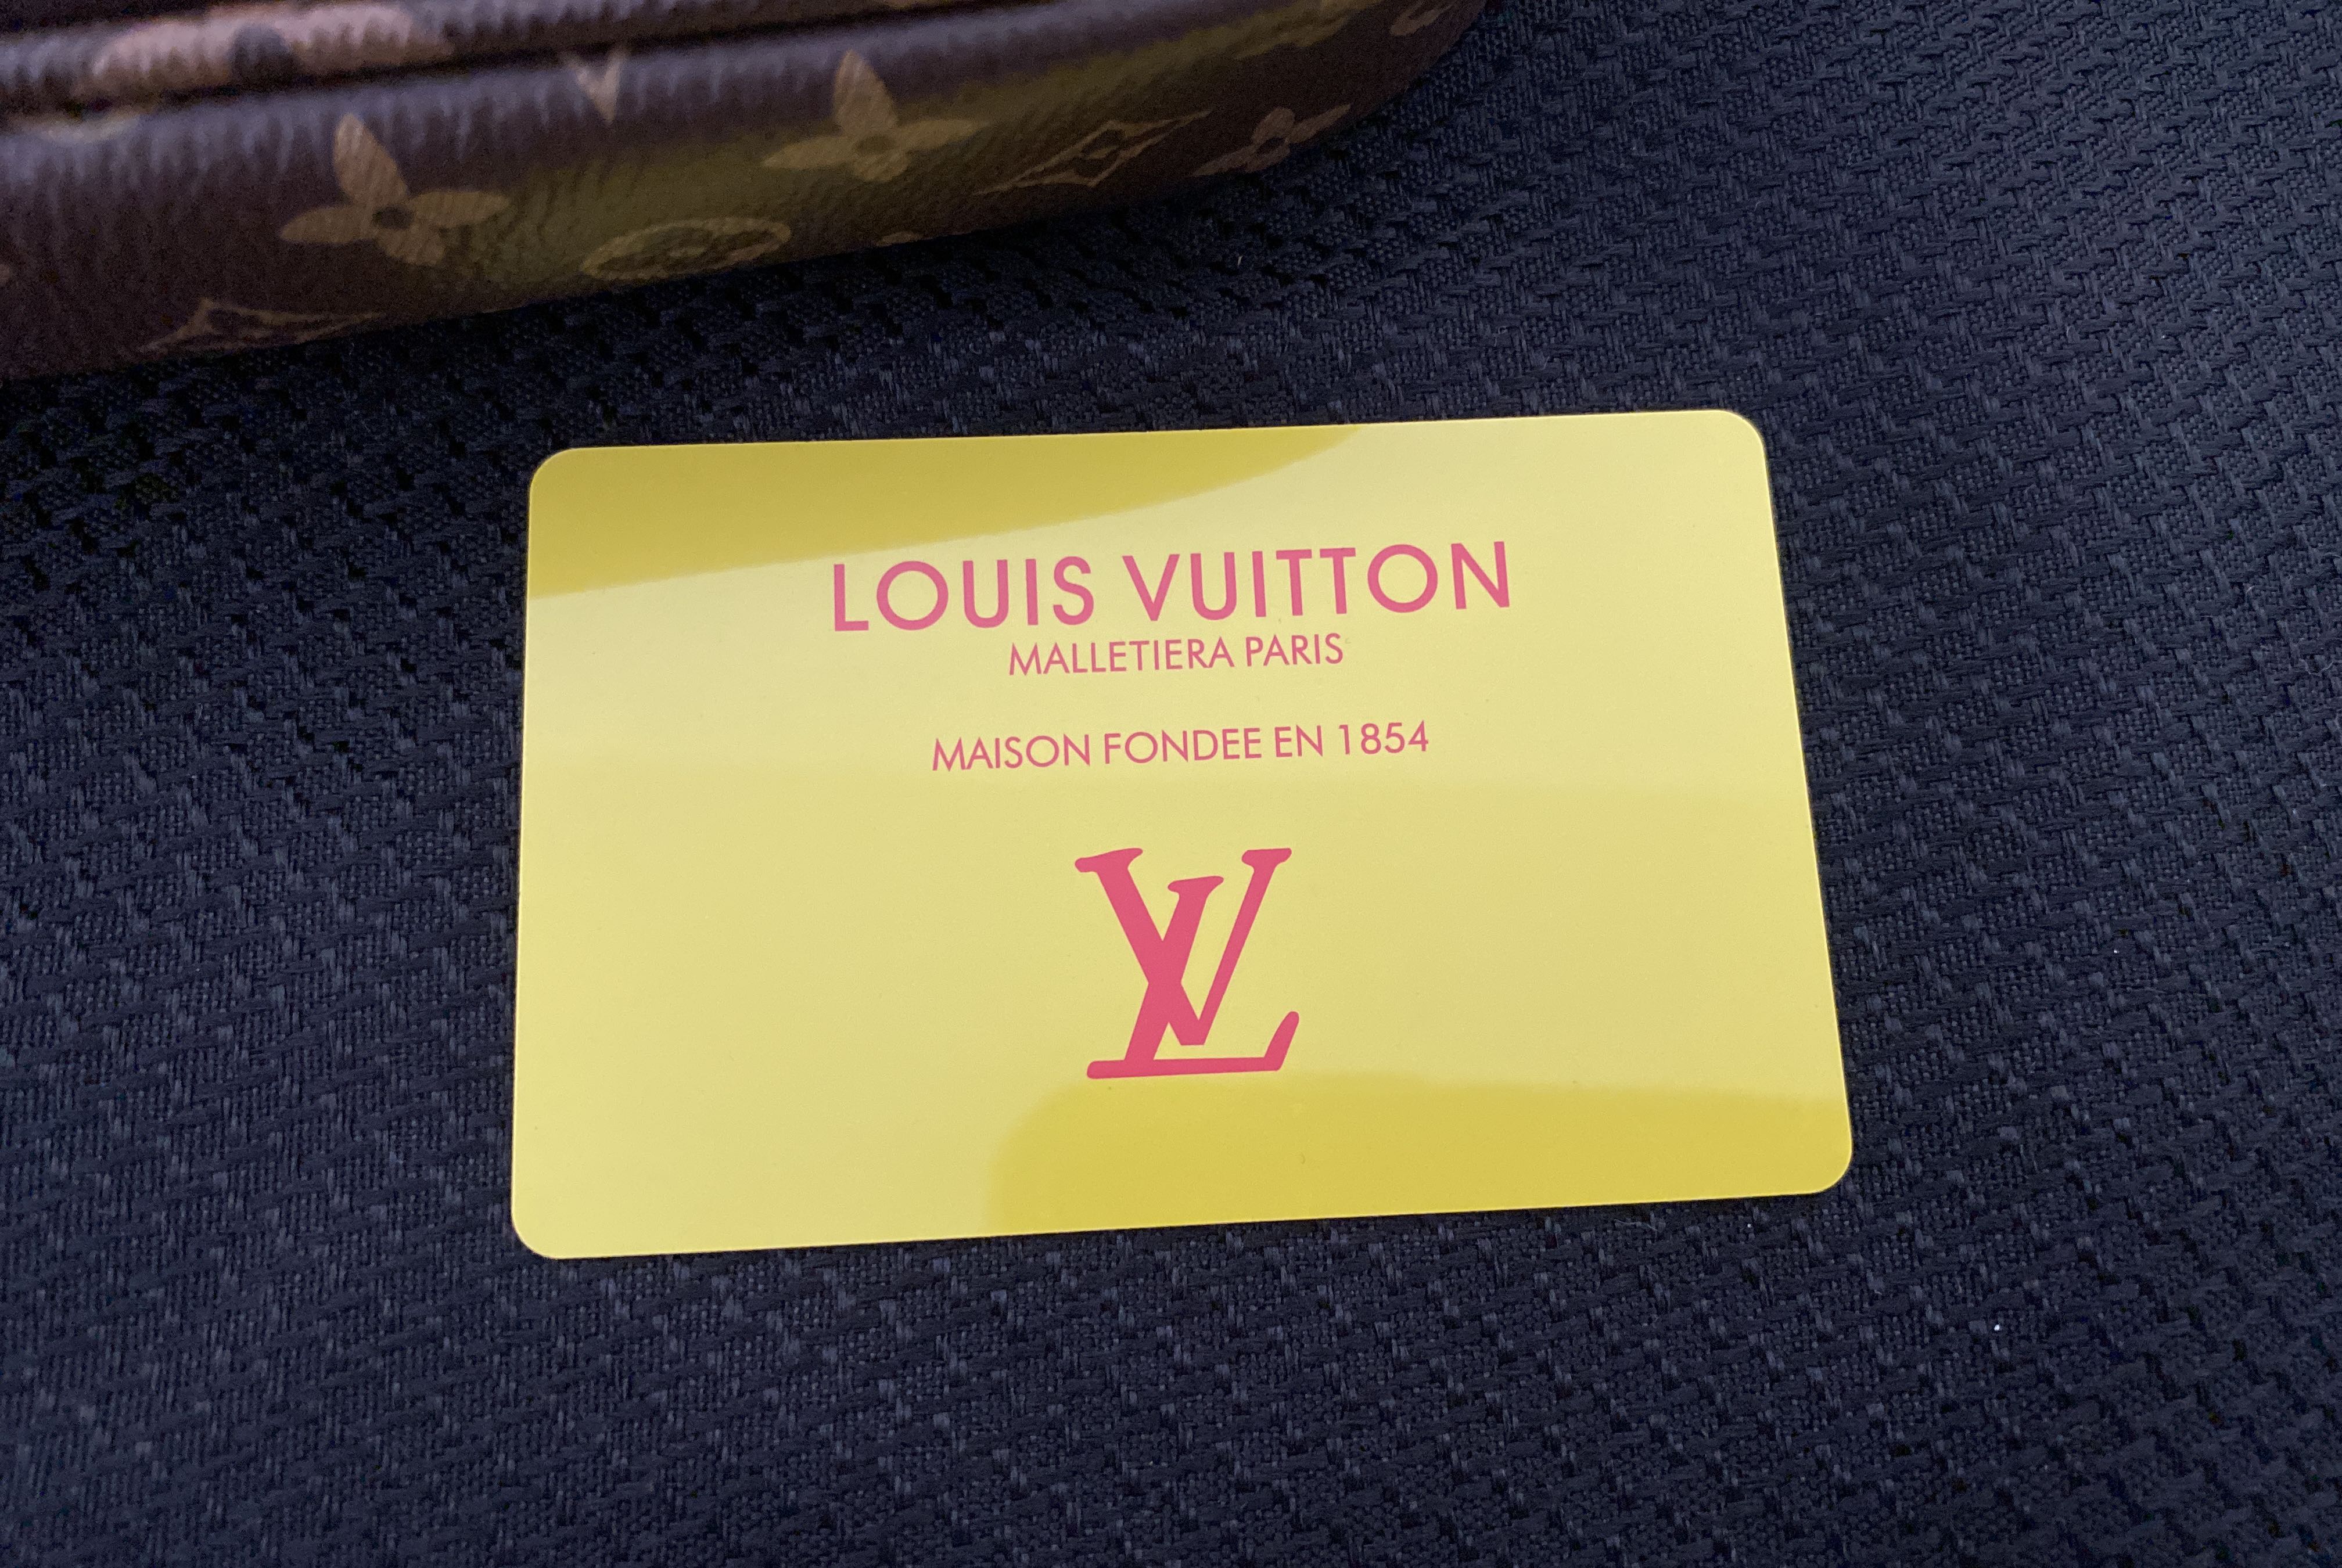 LOUIS VUITTON
MALLETIERA PARIS
MAISON FONDEE EN 1854
LV